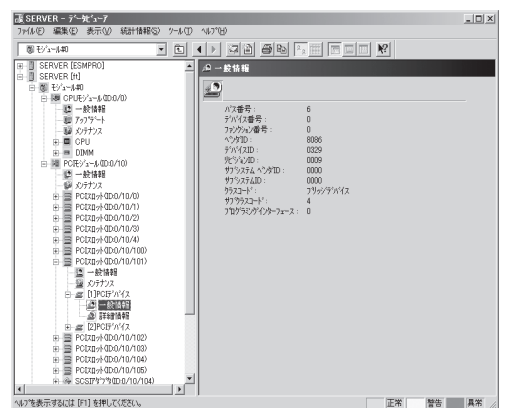 SERVER - データビューア
ファイル(F) 編集(E) 表示(V) 統計情報(S) ツール(T) ヘルプ(H)
モジュール#0
SERVER [ESMPRO]
SERVER [ft]
モジュール#0
CPUモジュール(ID:0/0)
一般情報
アップデート
メンテナンス
CPU
DIMM
PCIモジュール(ID:0/10)
一般情報
メンテナンス
PCIスロット(ID:0/10/0)
PCIスロット(ID:0/10/1)
PCIスロット(ID:0/10/2)
PCIスロット(ID:0/10/3)
PCIスロット(ID:0/10/4)
PCIスロット(ID:0/10/100)
PCIスロット(ID:0/10/101)
一般情報
メンテナンス
[1]PCIデバイス
一般情報
詳細情報
[2]PCIデバイス
PCIスロット(ID:0/10/102)
PCIスロット(ID:0/10/103)
PCIスロット(ID:0/10/104)
PCIスロット(ID:0/10/105)
SCSIアダプタ(ID:0/10/104)
一般情報
バス番号: 6
デバイス番号: 0
ファンクション番号: 0
ベンダID: 8086
デバイスID: 0329
リビジョンID: 0009
サブシステム ベンダID: 0000
サブシステムID: 0000
クラスコード: ブリッジデバイス
サブクラスコード: 4
プログラミングインターフェース: 0
ヘルプを表示するには [F1] を押してください。
正常 警告 異常